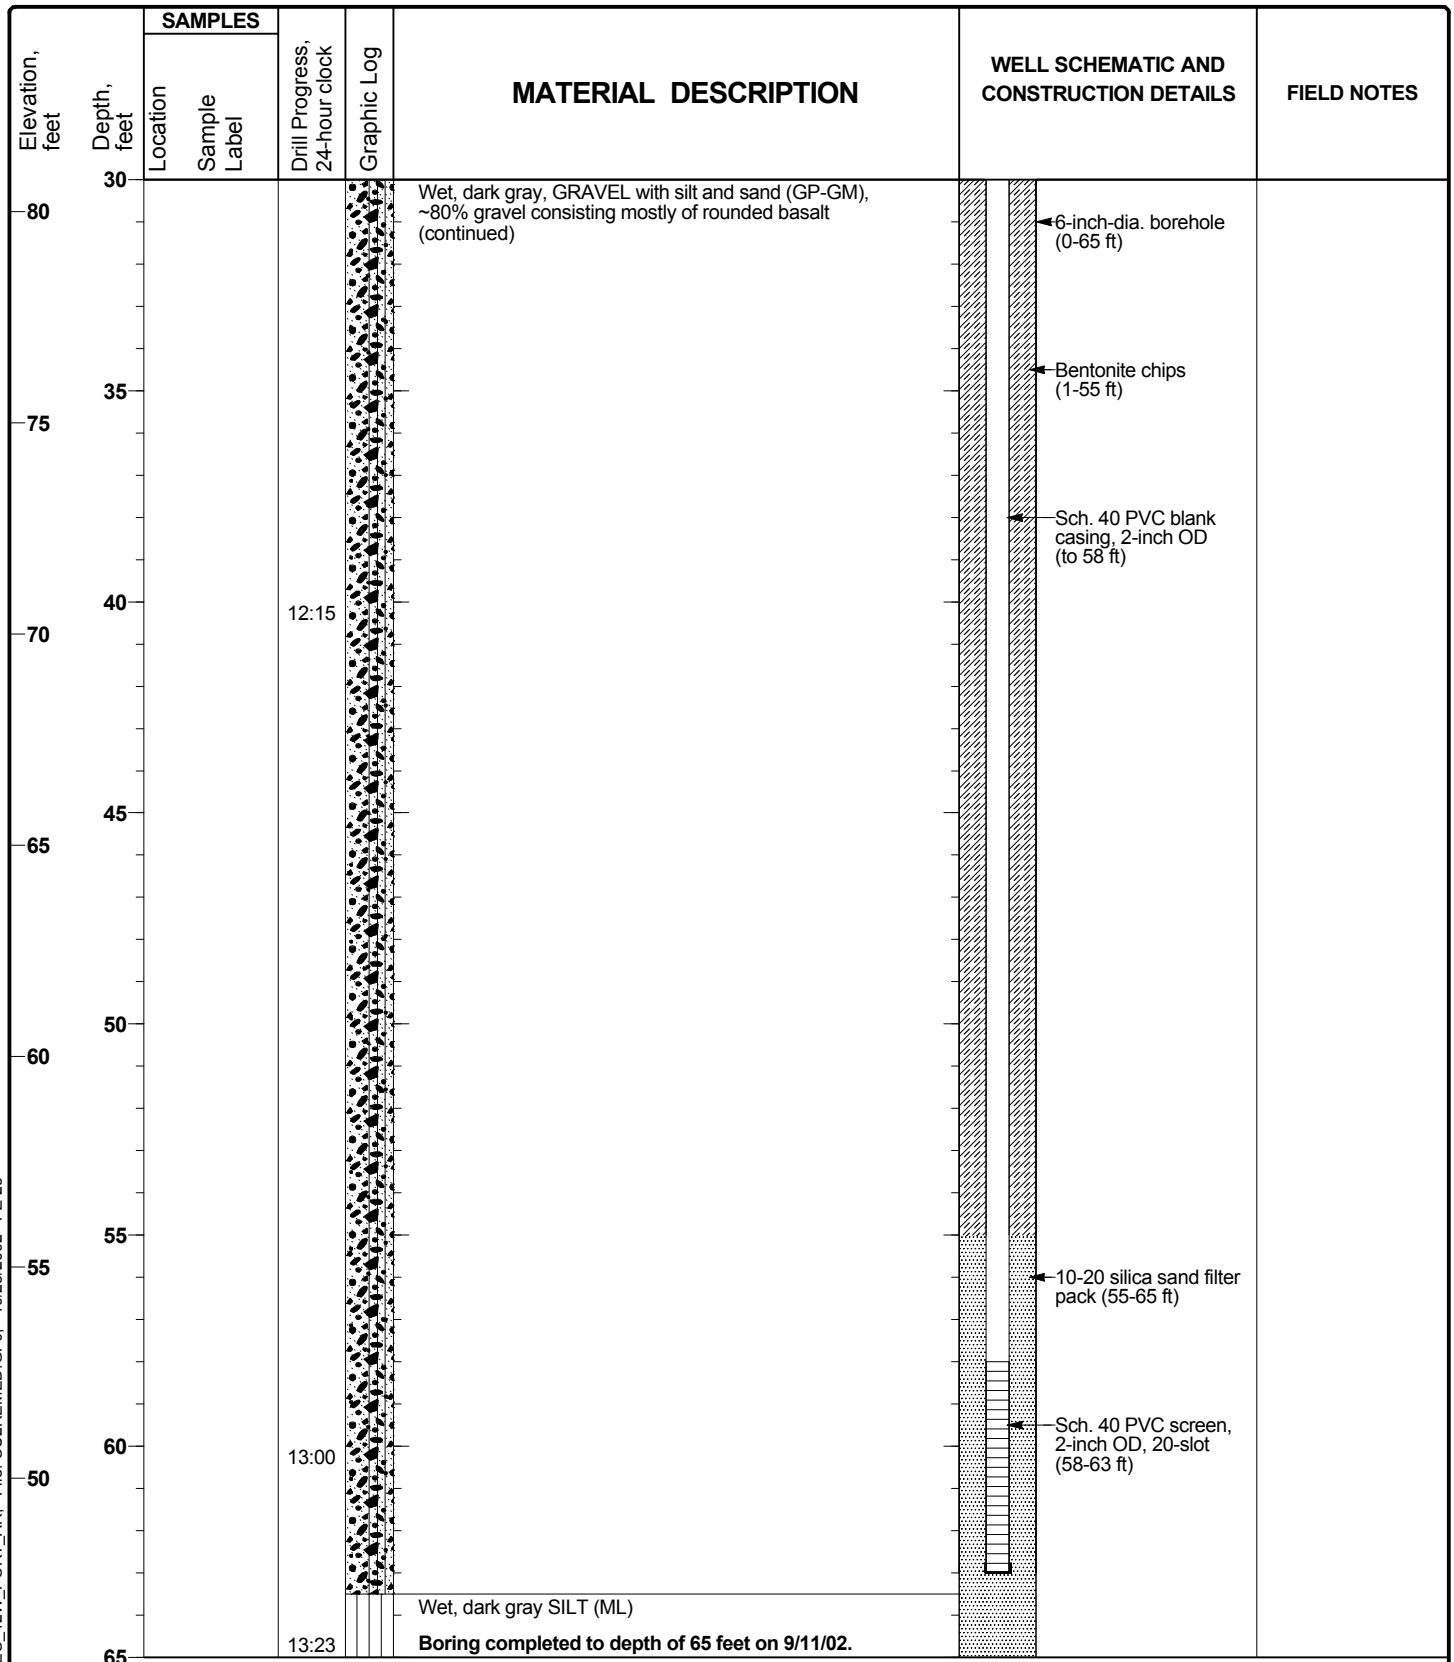 SAMPLES
Elevation,
feet
Depth,
feet
Location
Sample
Label
Drill Progress,
24-hour clock
Graphic Log
MATERIAL DESCRIPTION
WELL SCHEMATIC AND
CONSTRUCTION DETAILS
FIELD NOTES
30
Wet, dark gray, GRAVEL with silt and sand (GP-GM),
~80% gravel consisting mostly of rounded basalt
(continued)
80
6-inch-dia. borehole
(0-65 ft)
Bentonite chips
(1-55 ft)
35
75
Sch. 40 PVC blank
casing, 2-inch OD
(to 58 ft)
40
12:15
70
45
65
50
60
55
55
10-20 silica sand filter
pack (55-65 ft)
Sch. 40 PVC screen,
2-inch OD, 20-slot
(58-63 ft)
60
13:00
50
Wet, dark gray SILT (ML)
13:23
Boring completed to depth of 65 feet on 9/11/02.
65